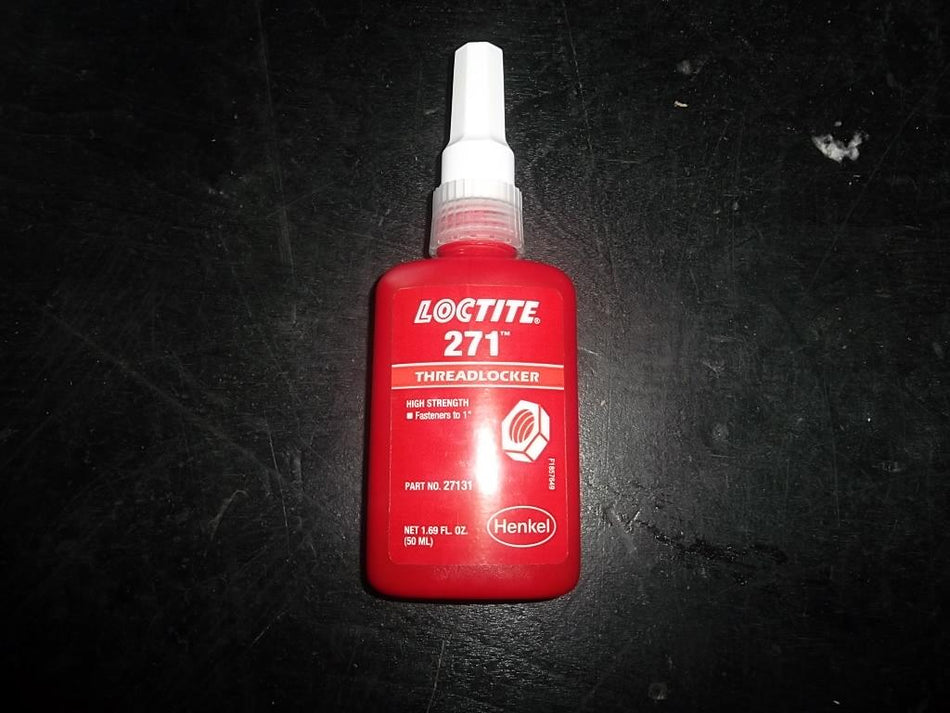 LOCTITE®
271™
THREADLOCKER
HIGH STRENGTH
■ Fasteners to 1"
PART NO. 27131
F1857649
NET 1.69 FL. OZ.
(50 ML)
Henkel